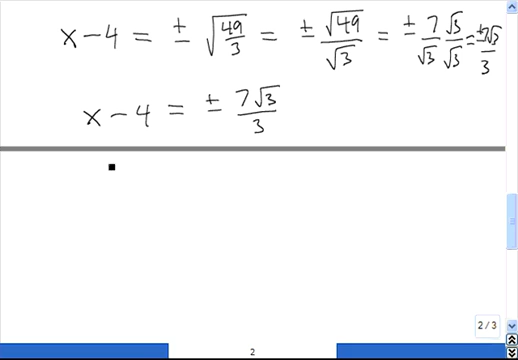 x − 4 = ± √(49/3) = ± √49/√3 = ± 7/√3 √3/√3 = ±7√3/3
x − 4 = ± 7√3/3
2 / 3
2